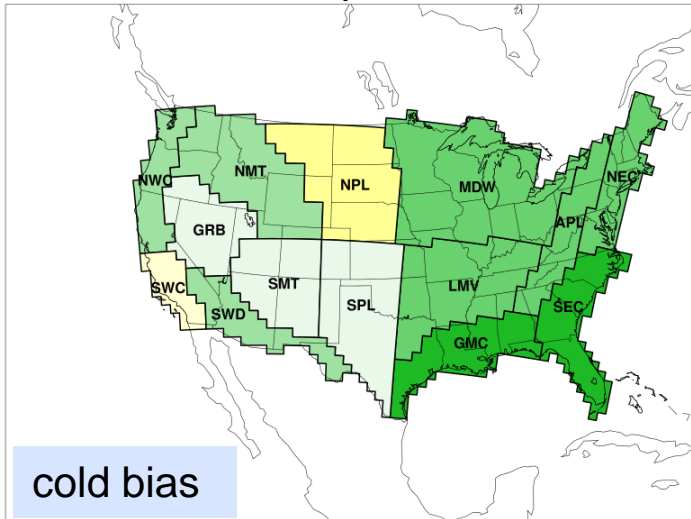 NWC
NMT
NPL
MDW
NEC
GRB
APL
SWC
SWD
SMT
SPL
LMV
SEC
GMC
cold bias